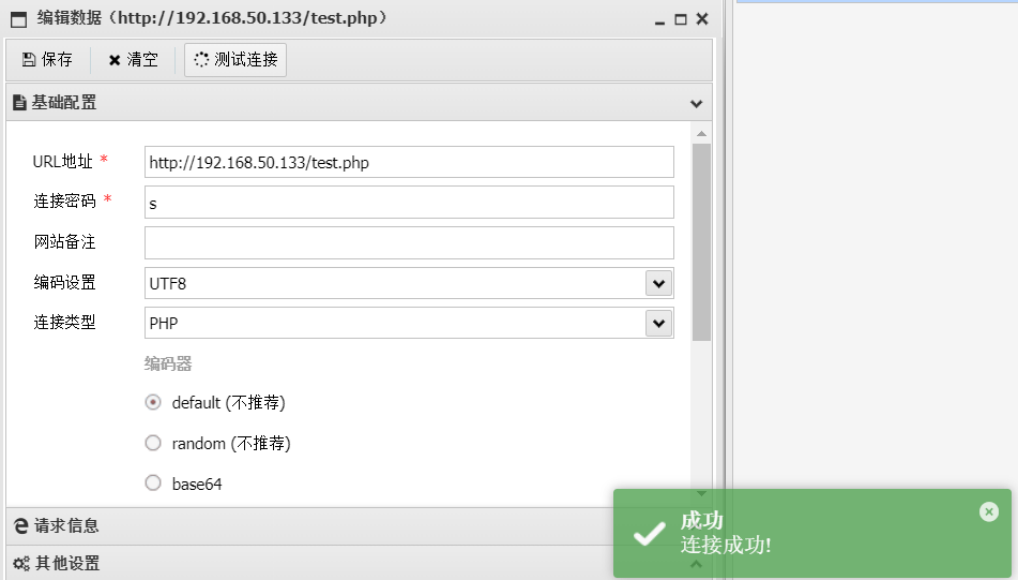 编辑数据（http://192.168.50.133/test.php）
保存 清空 测试连接
基础配置
URL地址 * http://192.168.50.133/test.php
连接密码 * s
网站备注
编码设置 UTF8
连接类型 PHP
编码器
default (不推荐)
random (不推荐)
base64
请求信息
其他设置
成功
连接成功!